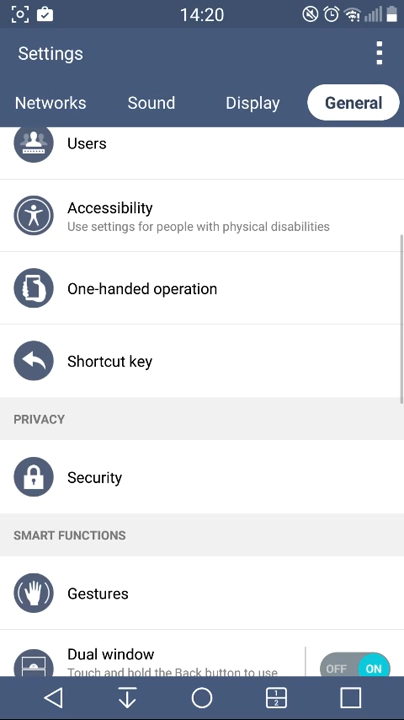 14:20
Settings
Networks Sound Display General
Users
Accessibility
Use settings for people with physical disabilities
One-handed operation
Shortcut key
PRIVACY
Security
SMART FUNCTIONS
Gestures
Dual window
Touch and hold the Back button to use
OFF ON
1
2